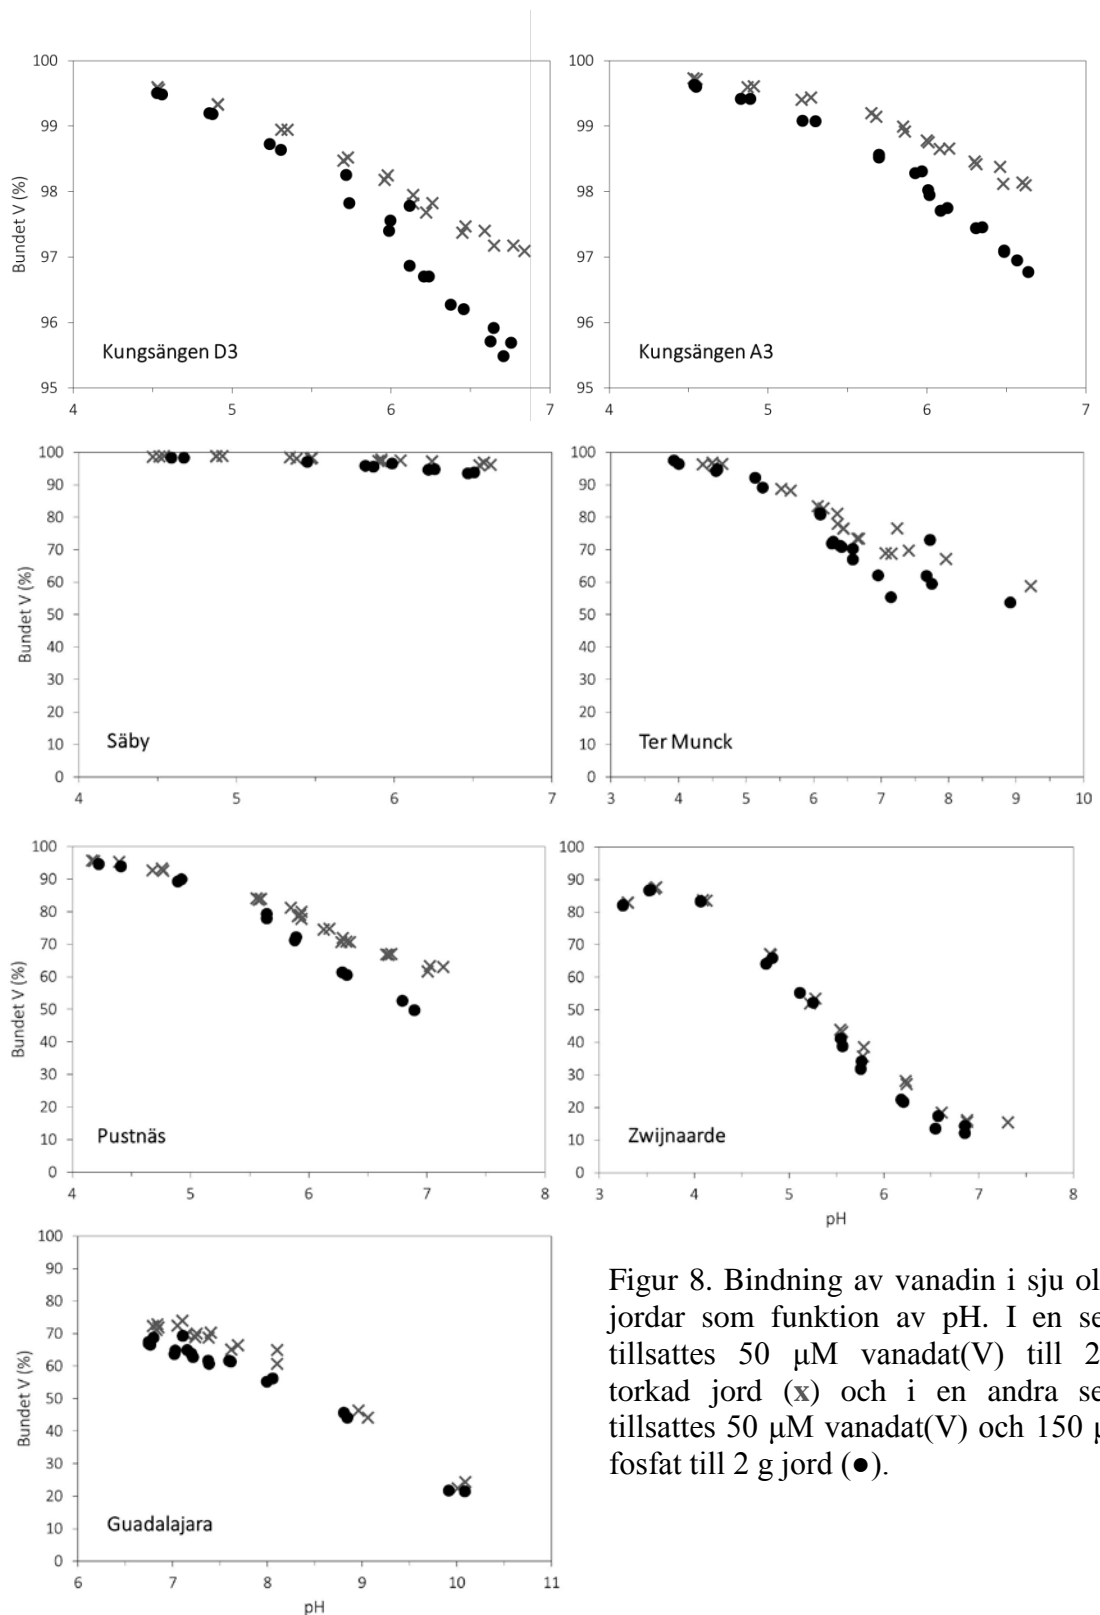 100
99
98
97
96
95
Bundet V (%)
Kungsängen D3
4 5 6 7
100
99
98
97
96
95
Kungsängen A3
4 5 6 7
100
90
80
70
60
50
40
30
20
10
0
Bundet V (%)
Säby
4 5 6 7
100
90
80
70
60
50
40
30
20
10
0
Ter Munck
3 4 5 6 7 8 9 10
100
90
80
70
60
50
40
30
20
10
0
Bundet V (%)
Pustnäs
4 5 6 7 8
100
90
80
70
60
50
40
30
20
10
0
Zwijnaarde
3 4 5 6 7 8
pH
100
90
80
70
60
50
40
30
20
10
0
Bundet V (%)
Guadalajara
6 7 8 9 10 11
pH
Figur 8. Bindning av vanadin i sju
jordar som funktion av pH. I en
tillsattes 50 µM vanadat(V) till 2
torkad jord (x) och i en andra
tillsattes 50 µM vanadat(V) och 150
fosfat till 2 g jord (●).